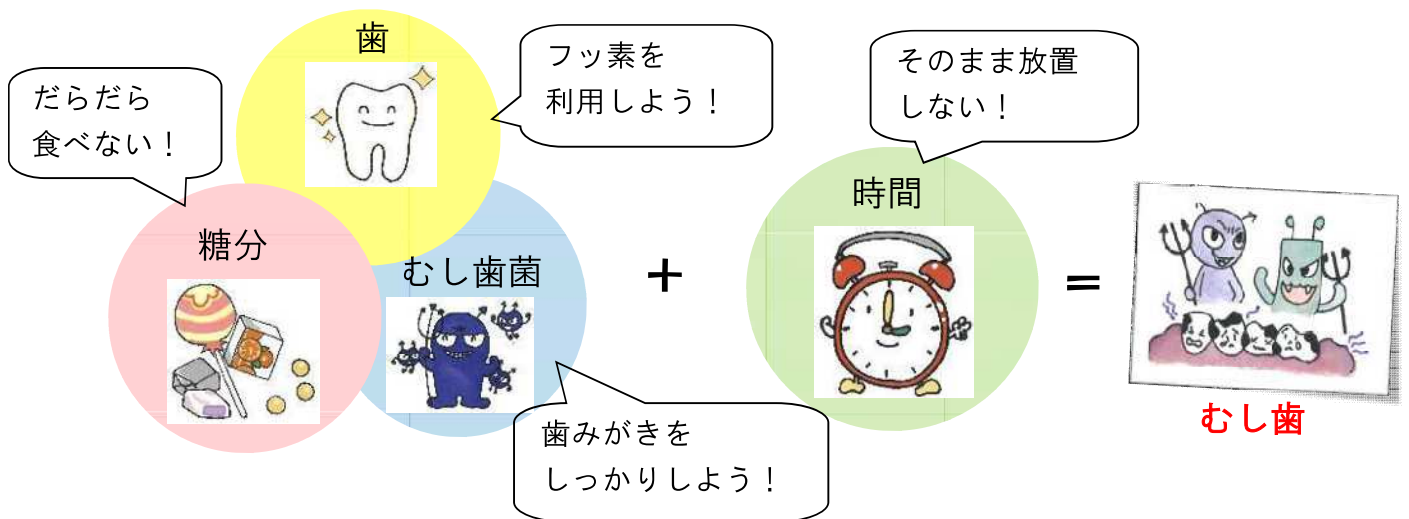 歯
フッ素を
利用しよう！
そのまま放置
しない！
だらだら
食べない！
時間
糖分
むし歯菌
＋
＝
むし歯
歯みがきを
しっかりしよう！